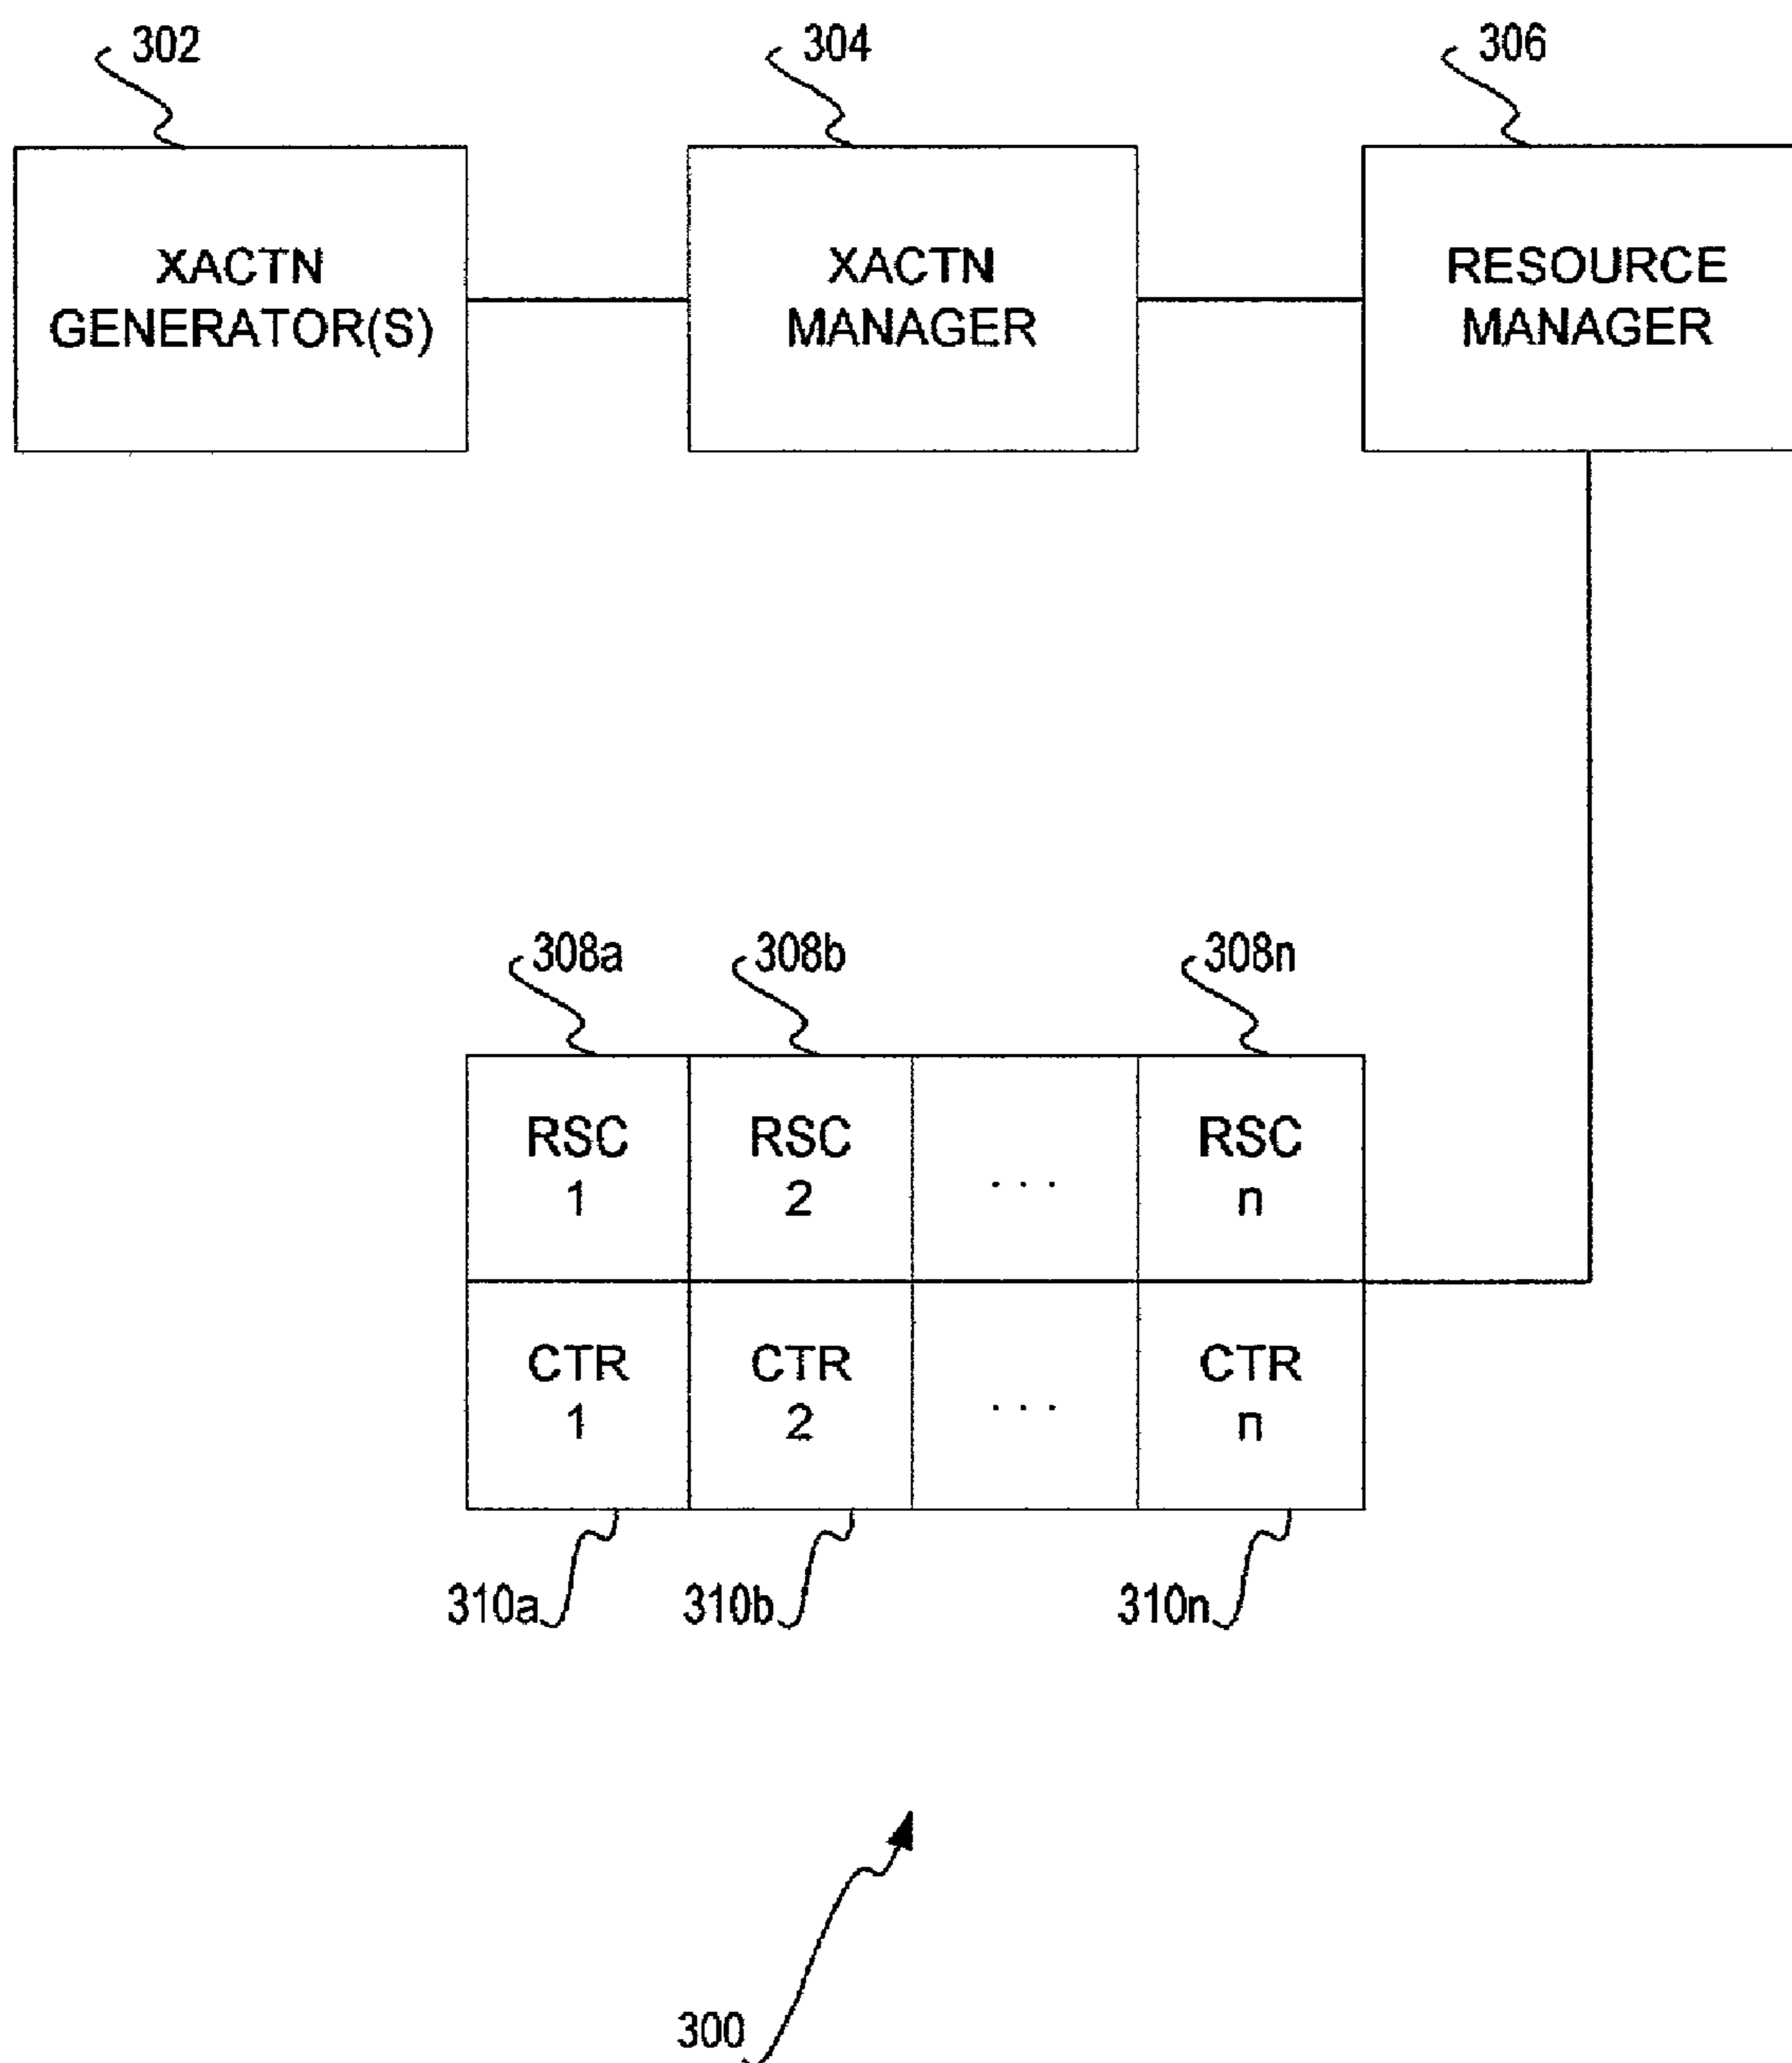 302
304
306
XACTN
GENERATOR(S)
XACTN
MANAGER
RESOURCE
MANAGER
308a
308b
308n
RSC
1
RSC
2
. . .
RSC
n
CTR
1
CTR
2
. . .
CTR
n
310a
310b
310n
300